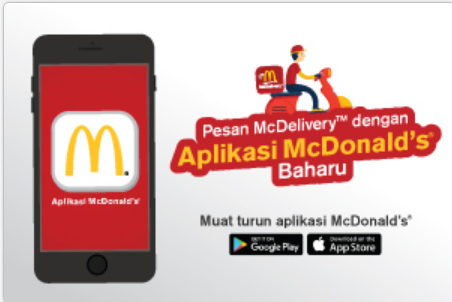 Aplikasi McDonald's®
Pesan McDelivery™ dengan
Aplikasi McDonald's®
Baharu
Muat turun aplikasi McDonald's®
GET IT ON
Google Play
Download on the
App Store